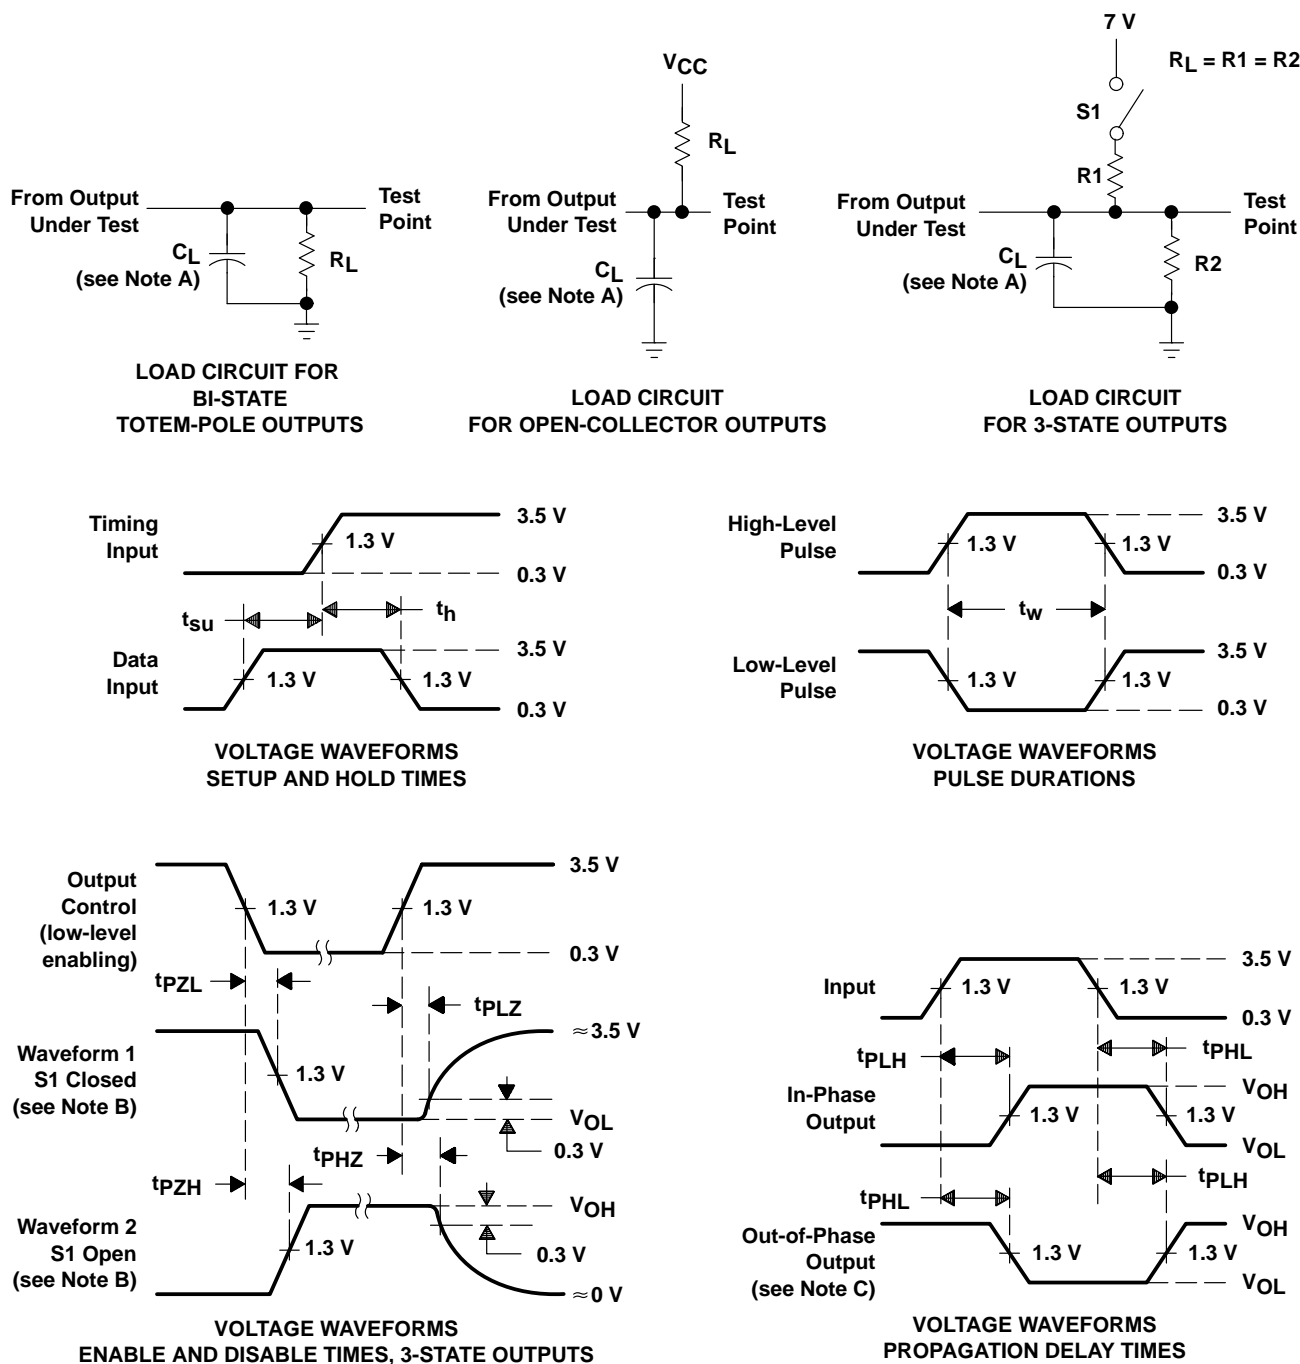 7 V
RL = R1 = R2
S1
R1
From Output
Under Test
Test
Point
CL
(see Note A)
R2
LOAD CIRCUIT
FOR 3-STATE OUTPUTS
VCC
RL
From Output
Under Test
Test
Point
CL
(see Note A)
LOAD CIRCUIT
FOR OPEN-COLLECTOR OUTPUTS
From Output
Under Test
Test
Point
CL
(see Note A)
RL
LOAD CIRCUIT FOR
BI-STATE
TOTEM-POLE OUTPUTS
Timing
Input
1.3 V
3.5 V
0.3 V
tsu
th
Data
Input
1.3 V
1.3 V
3.5 V
0.3 V
VOLTAGE WAVEFORMS
SETUP AND HOLD TIMES
High-Level
Pulse
1.3 V
1.3 V
3.5 V
0.3 V
tw
Low-Level
Pulse
1.3 V
1.3 V
3.5 V
0.3 V
VOLTAGE WAVEFORMS
PULSE DURATIONS
Output
Control
(low-level
enabling)
1.3 V
1.3 V
3.5 V
0.3 V
tPZL
tPLZ
Waveform 1
S1 Closed
(see Note B)
1.3 V
≈3.5 V
VOL
0.3 V
tPHZ
tPZH
Waveform 2
S1 Open
(see Note B)
1.3 V
VOH
0.3 V
≈0 V
VOLTAGE WAVEFORMS
ENABLE AND DISABLE TIMES, 3-STATE OUTPUTS
Input
1.3 V
1.3 V
3.5 V
0.3 V
tPLH
tPHL
In-Phase
Output
1.3 V
1.3 V
VOH
VOL
tPHL
tPLH
Out-of-Phase
Output
(see Note C)
1.3 V
1.3 V
VOH
VOL
VOLTAGE WAVEFORMS
PROPAGATION DELAY TIMES